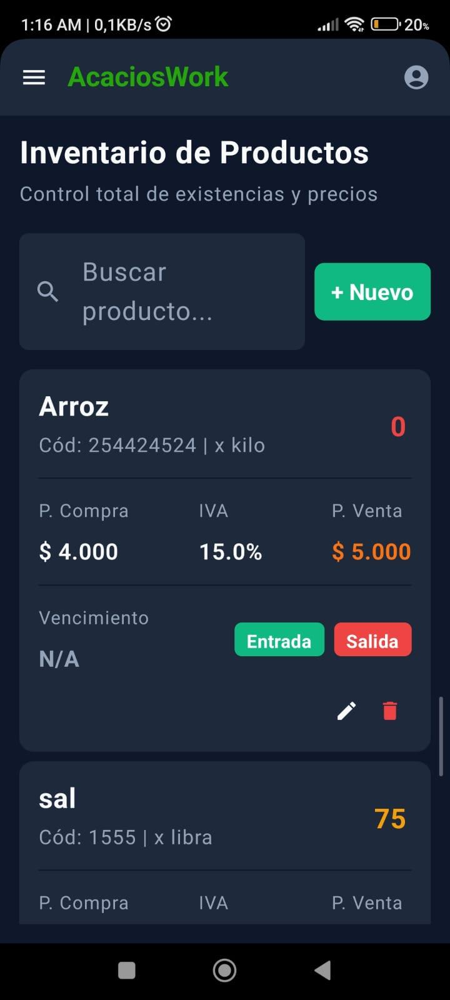 1:16 AM | 0,1KB/s 20%
AcaciosWork
Inventario de Productos
Control total de existencias y precios
Buscar
producto...
+ Nuevo
Arroz
0
Cód: 254424524 | x kilo
P. Compra IVA P. Venta
$ 4.000 15.0% $ 5.000
Vencimiento
Entrada Salida
N/A
sal
75
Cód: 1555 | x libra
P. Compra IVA P. Venta